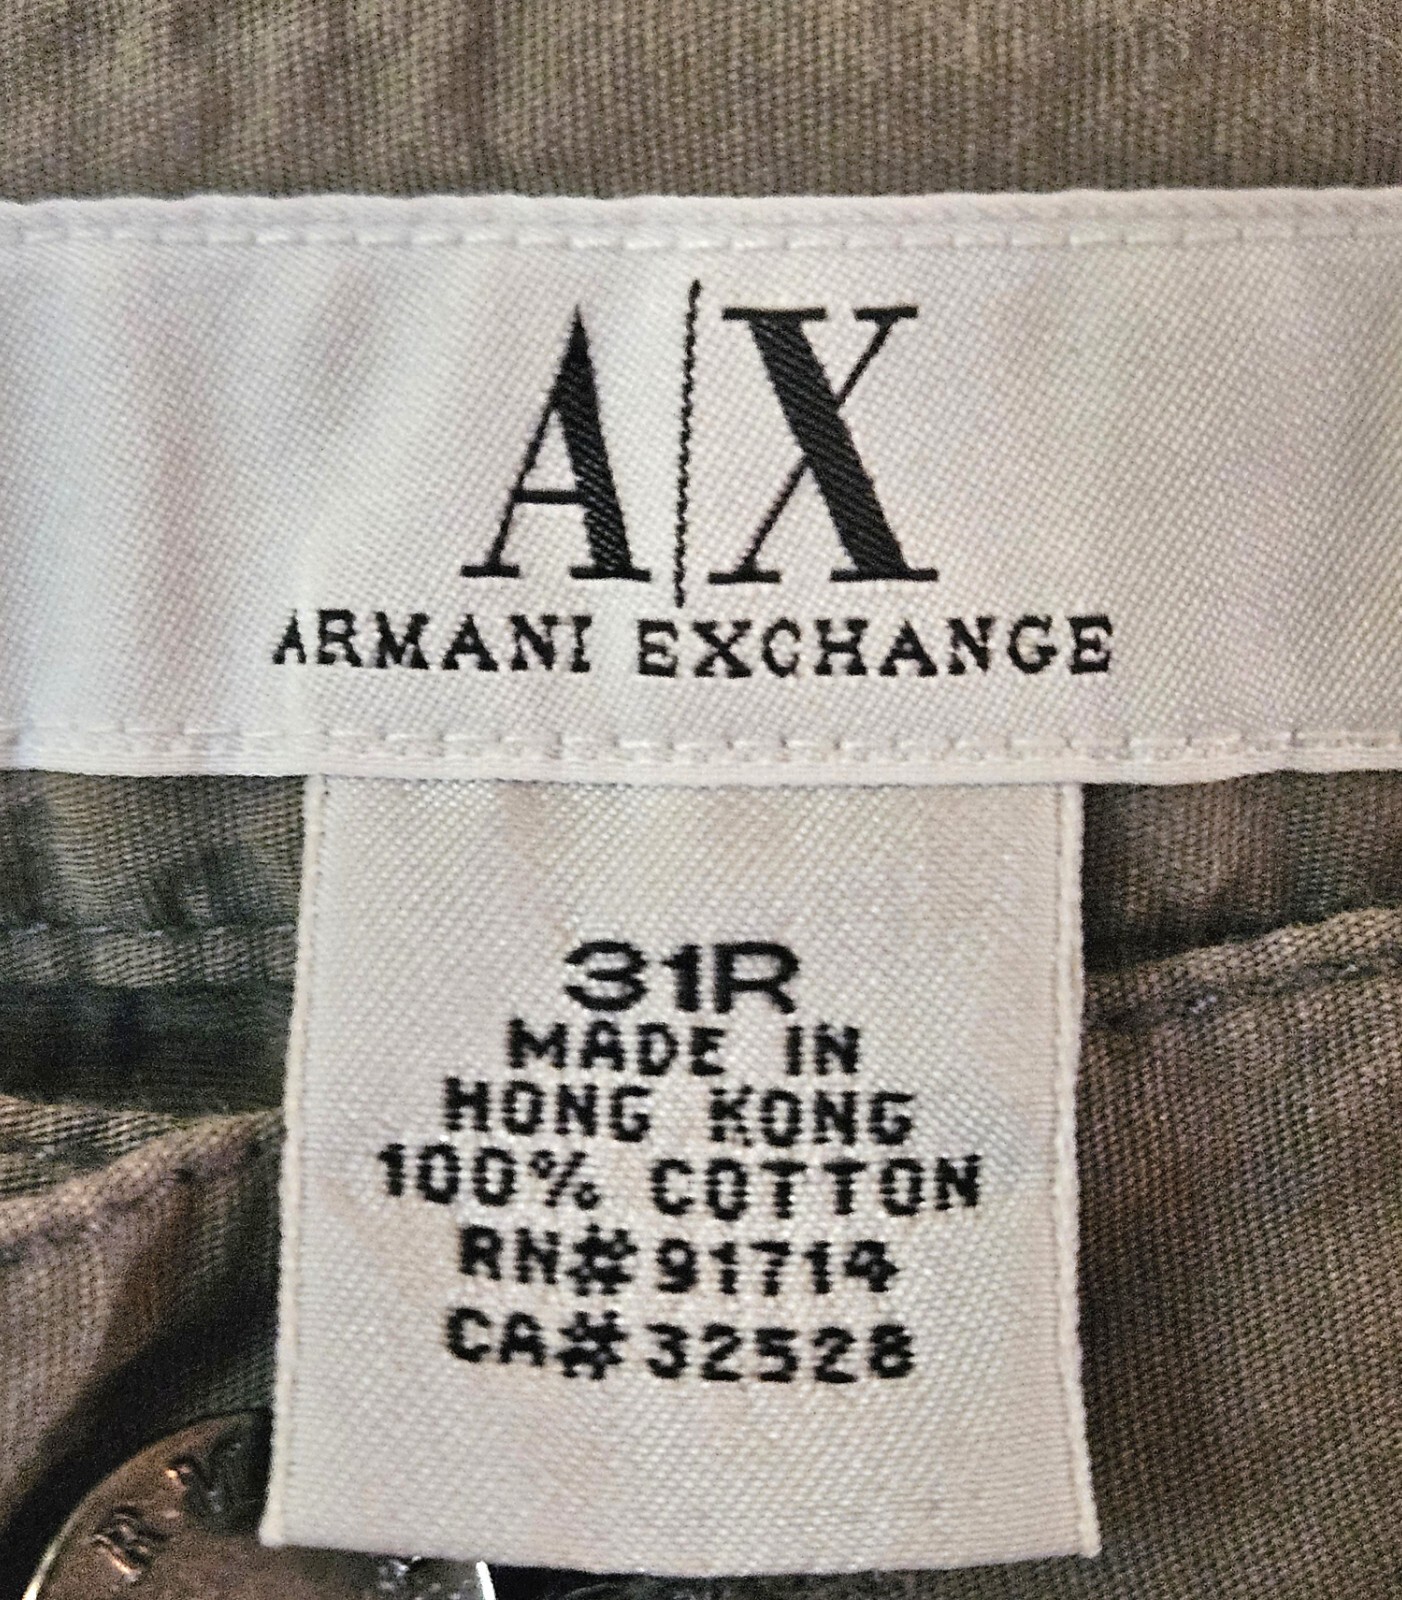 A|X
ARMANI EXCHANGE
31R
MADE IN
HONG KONG
100% COTTON
RN# 91714
CA# 32528